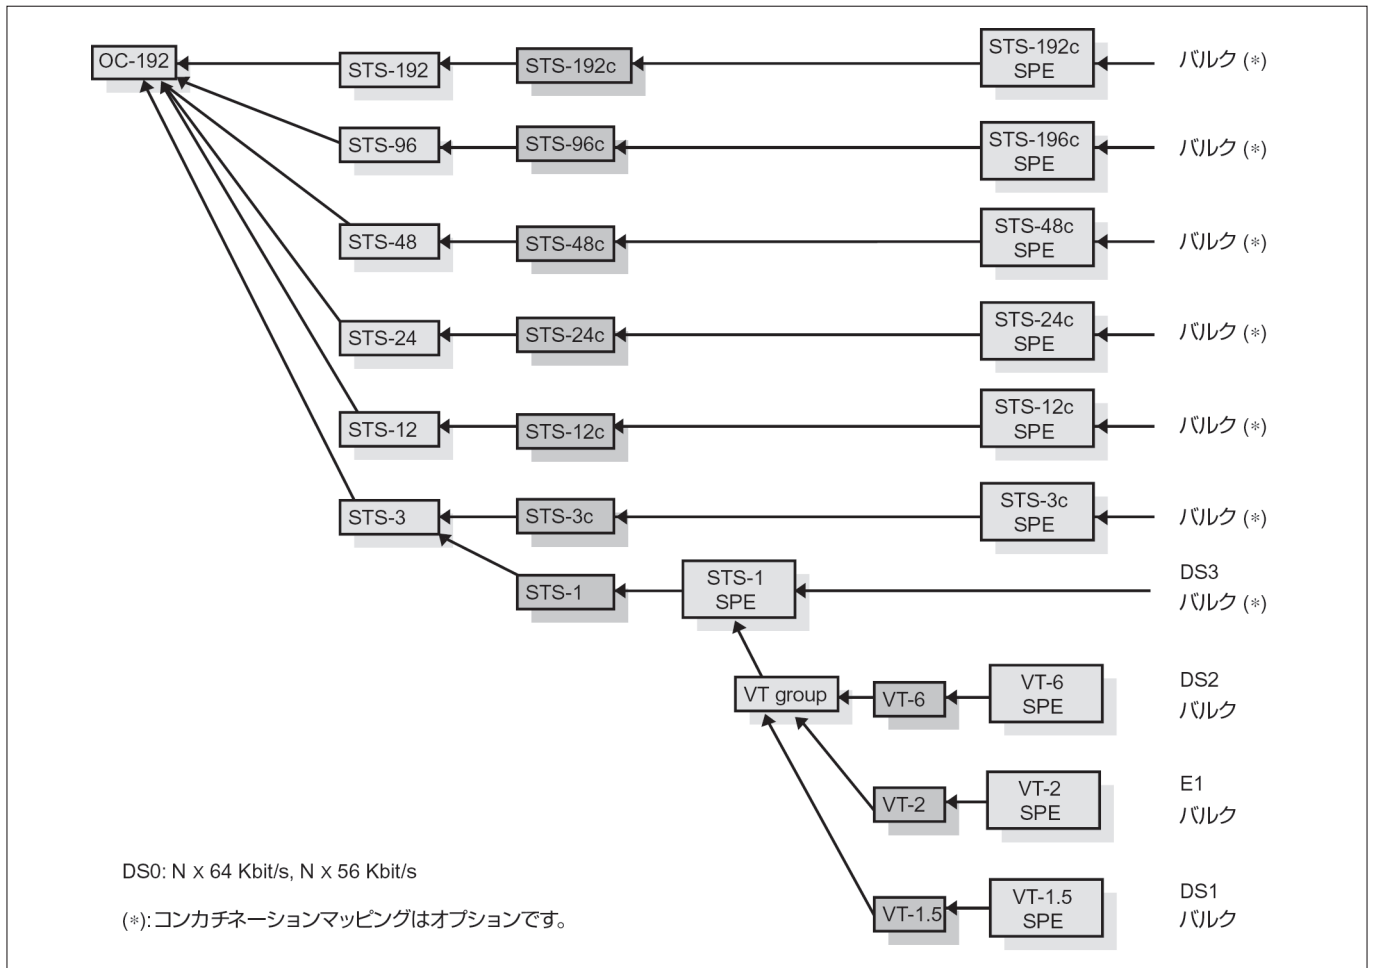 OC-192
STS-192
STS-192c
STS-192c
SPE
バルク (*)
STS-96
STS-96c
STS-196c
SPE
バルク (*)
STS-48
STS-48c
STS-48c
SPE
バルク (*)
STS-24
STS-24c
STS-24c
SPE
バルク (*)
STS-12
STS-12c
STS-12c
SPE
バルク (*)
STS-3
STS-3c
STS-3c
SPE
バルク (*)
STS-1
STS-1
SPE
DS3
バルク (*)
VT group
VT-6
VT-6
SPE
DS2
バルク
VT-2
VT-2
SPE
E1
バルク
VT-1.5
VT-1.5
SPE
DS1
バルク
DS0: N x 64 Kbit/s, N x 56 Kbit/s
(*): コンカチネーションマッピングはオプションです。